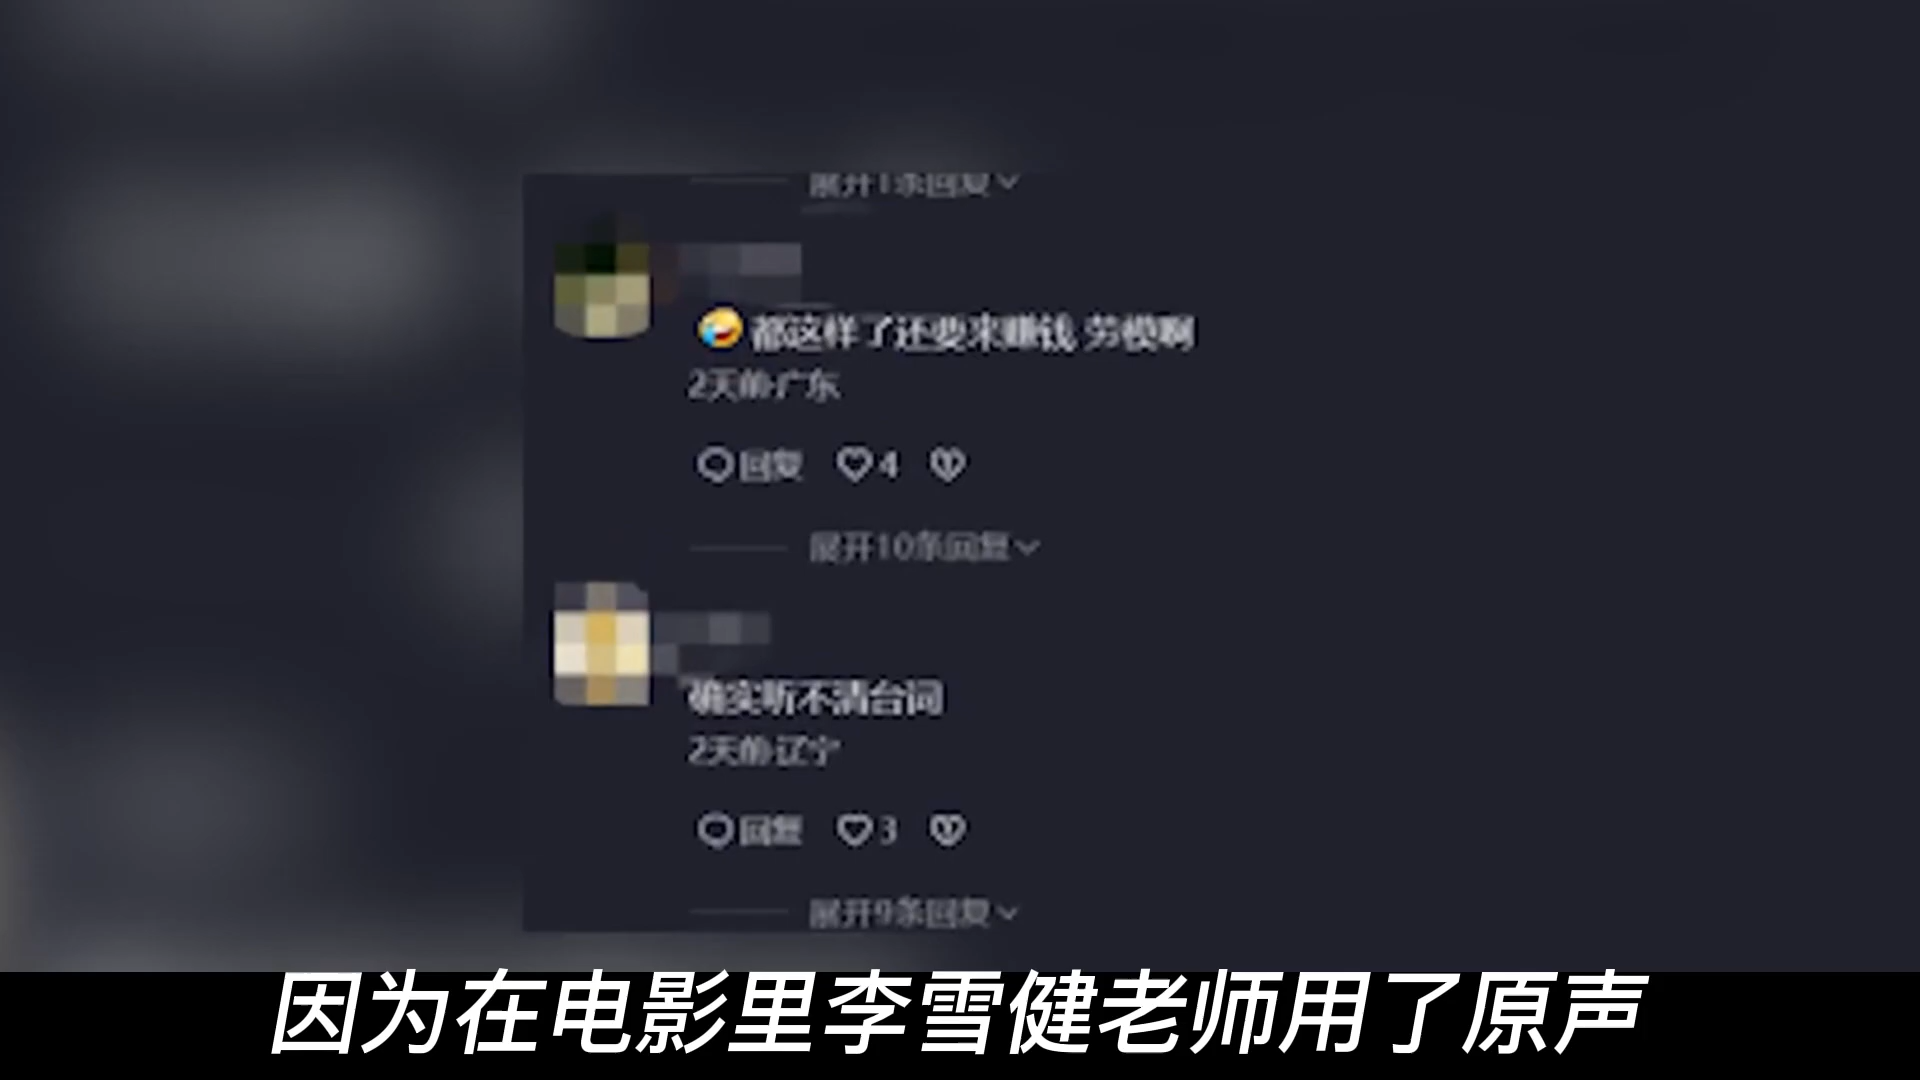 展开1条回复
🤣都这样了还要来赚钱 劳模啊
2天前·广东
回复 4
展开10条回复
确实听不清台词
2天前·辽宁
回复 3
展开9条回复
因为在电影里李雪健老师用了原声